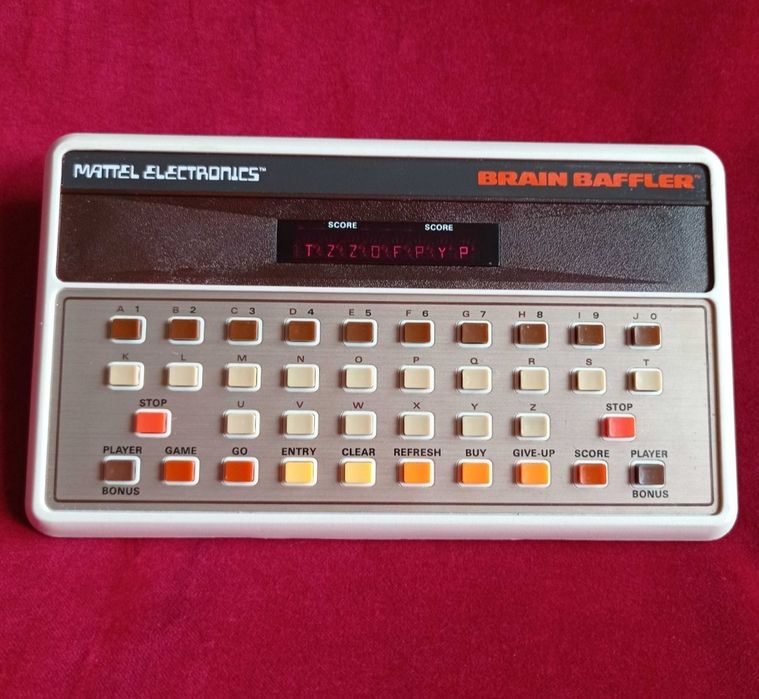 MATTEL ELECTRONICS™ BRAIN BAFFLER™
SCORE SCORE
TZZOFPYP
A 1 B 2 C 3 D 4 E 5 F 6 G 7 H 8 I 9 J 0
K L M N O P Q R S T
STOP U V W X Y Z STOP
PLAYER GAME GO ENTRY CLEAR REFRESH BUY GIVE-UP SCORE PLAYER
BONUS BONUS